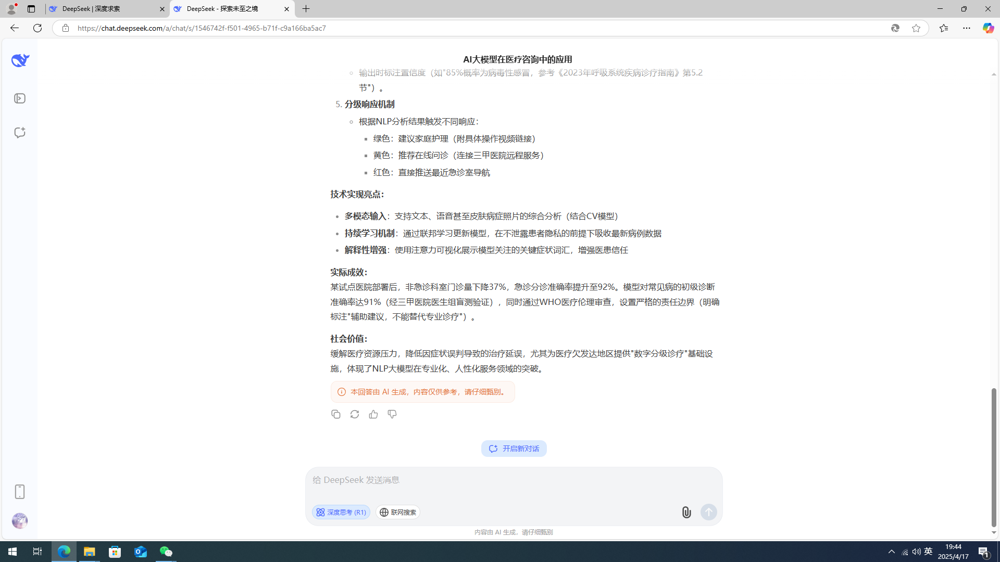 DeepSeek | 深度求索
DeepSeek - 探索未至之境
https://chat.deepseek.com/a/chat/s/1546742f-f501-4965-b71f-c9a166ba5ac7
AI大模型在医疗咨询中的应用
输出时标注置信度（如"85%概率为病毒性感冒，参考《2023年呼吸系统疾病诊疗指南》第5.2
节"）。
5. 分级响应机制
根据NLP分析结果触发不同响应：
绿色：建议家庭护理（附具体操作视频链接）
黄色：推荐在线问诊（连接三甲医院远程服务）
红色：直接推送最近急诊室导航
技术实现亮点：
多模态输入：支持文本、语音甚至皮肤病症照片的综合分析（结合CV模型）
持续学习机制：通过联邦学习更新模型，在不泄露患者隐私的前提下吸收最新病例数据
解释性增强：使用注意力可视化展示模型关注的关键症状词汇，增强医患信任
实际成效：
某试点医院部署后，非急诊科室门诊量下降37%，急诊分诊准确率提升至92%。模型对常见病的初级诊断
准确率达91%（经三甲医院医生组盲测验证），同时通过WHO医疗伦理审查，设置严格的责任边界（明确
标注"辅助建议，不能替代专业诊疗"）。
社会价值：
缓解医疗资源压力，降低因症状误判导致的治疗延误，尤其为医疗欠发达地区提供"数字分级诊疗"基础设
施，体现了NLP大模型在专业化、人性化服务领域的突破。
本回答由 AI 生成，内容仅供参考，请仔细甄别。
开启新对话
给 DeepSeek 发送消息
深度思考 (R1)
联网搜索
内容由 AI 生成，请仔细甄别
英
19:44
2025/4/17
1